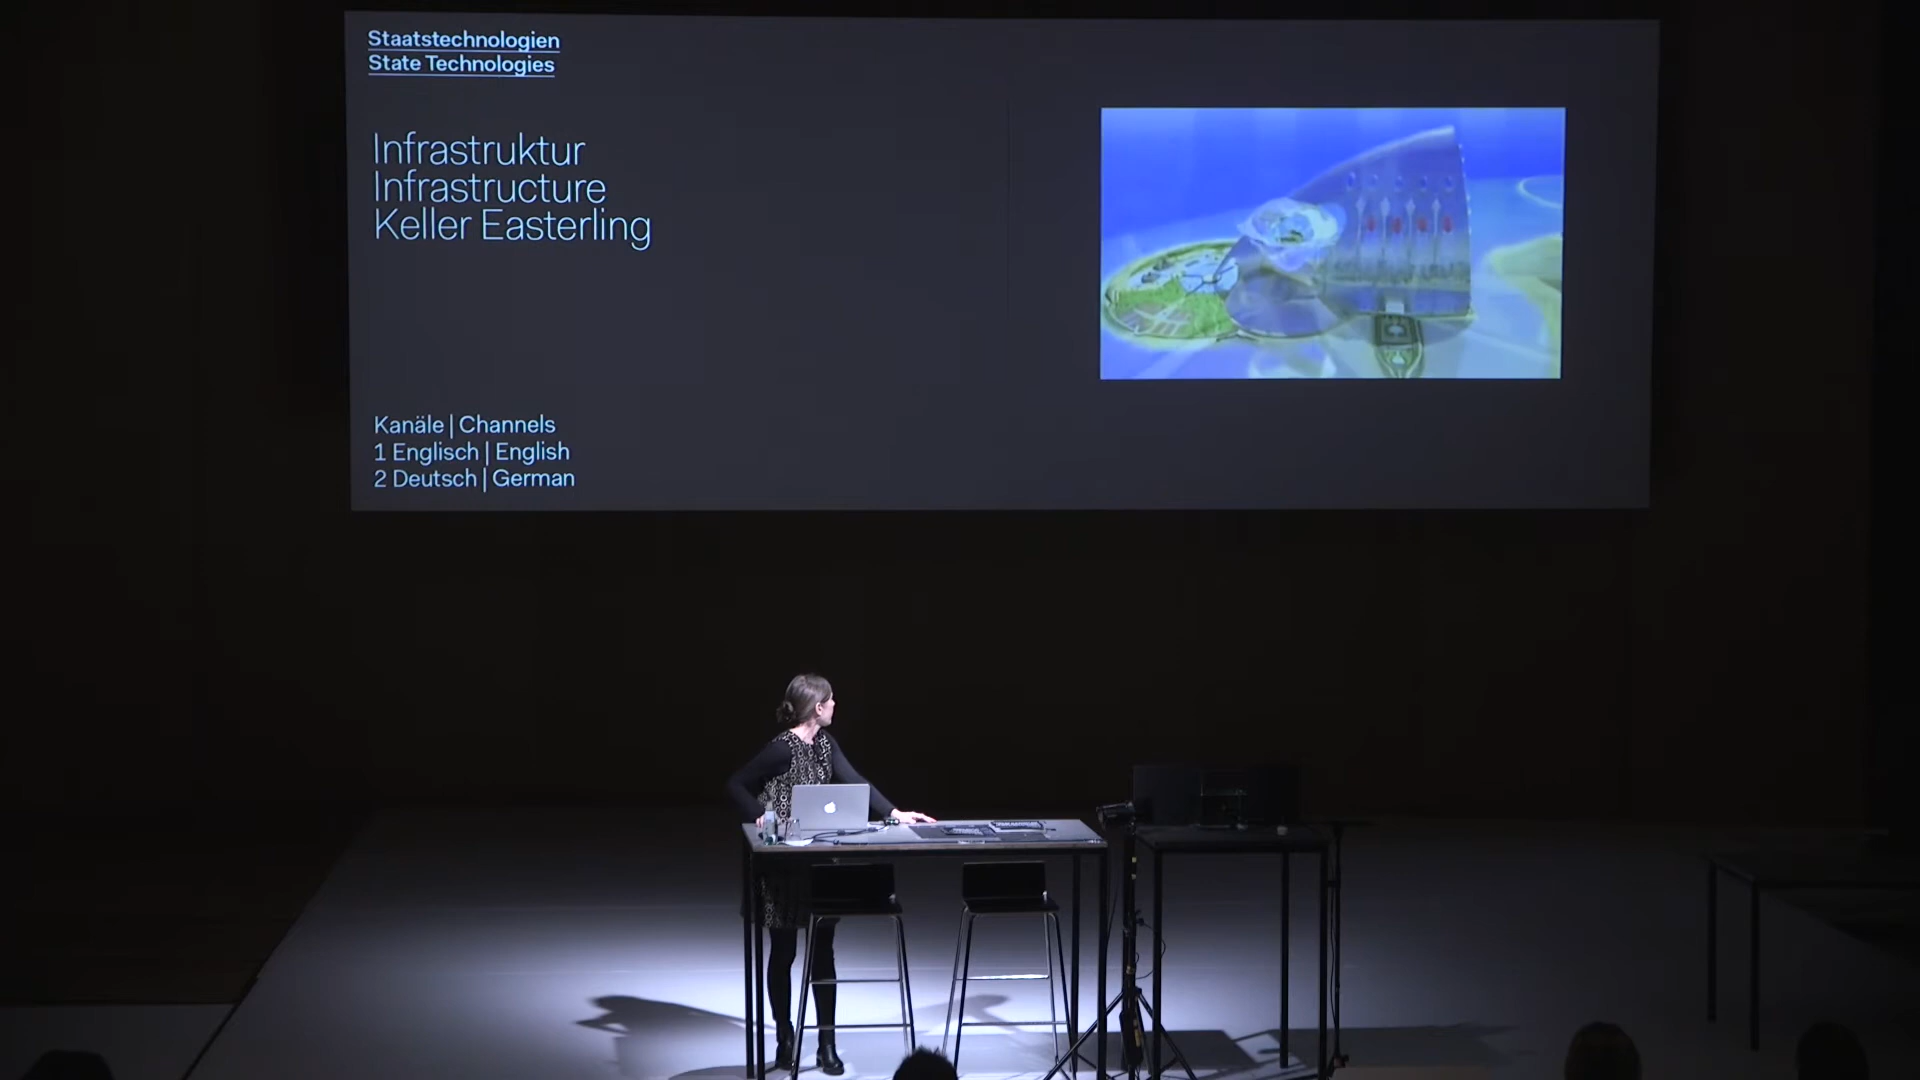 Staatstechnologien
State Technologies
Infrastruktur
Infrastructure
Keller Easterling
Kanäle | Channels
1 Englisch | English
2 Deutsch | German